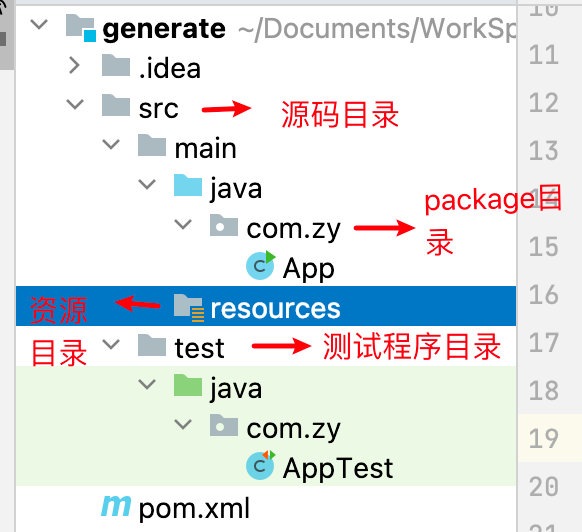 generate ~/Documents/WorkSp
10
.idea
11
src 源码目录
12
main
13
java
14
package目录
com.zy
15
App
16
资源目录
resources
17
test 测试程序目录
java
18
com.zy
19
AppTest
20
pom.xml